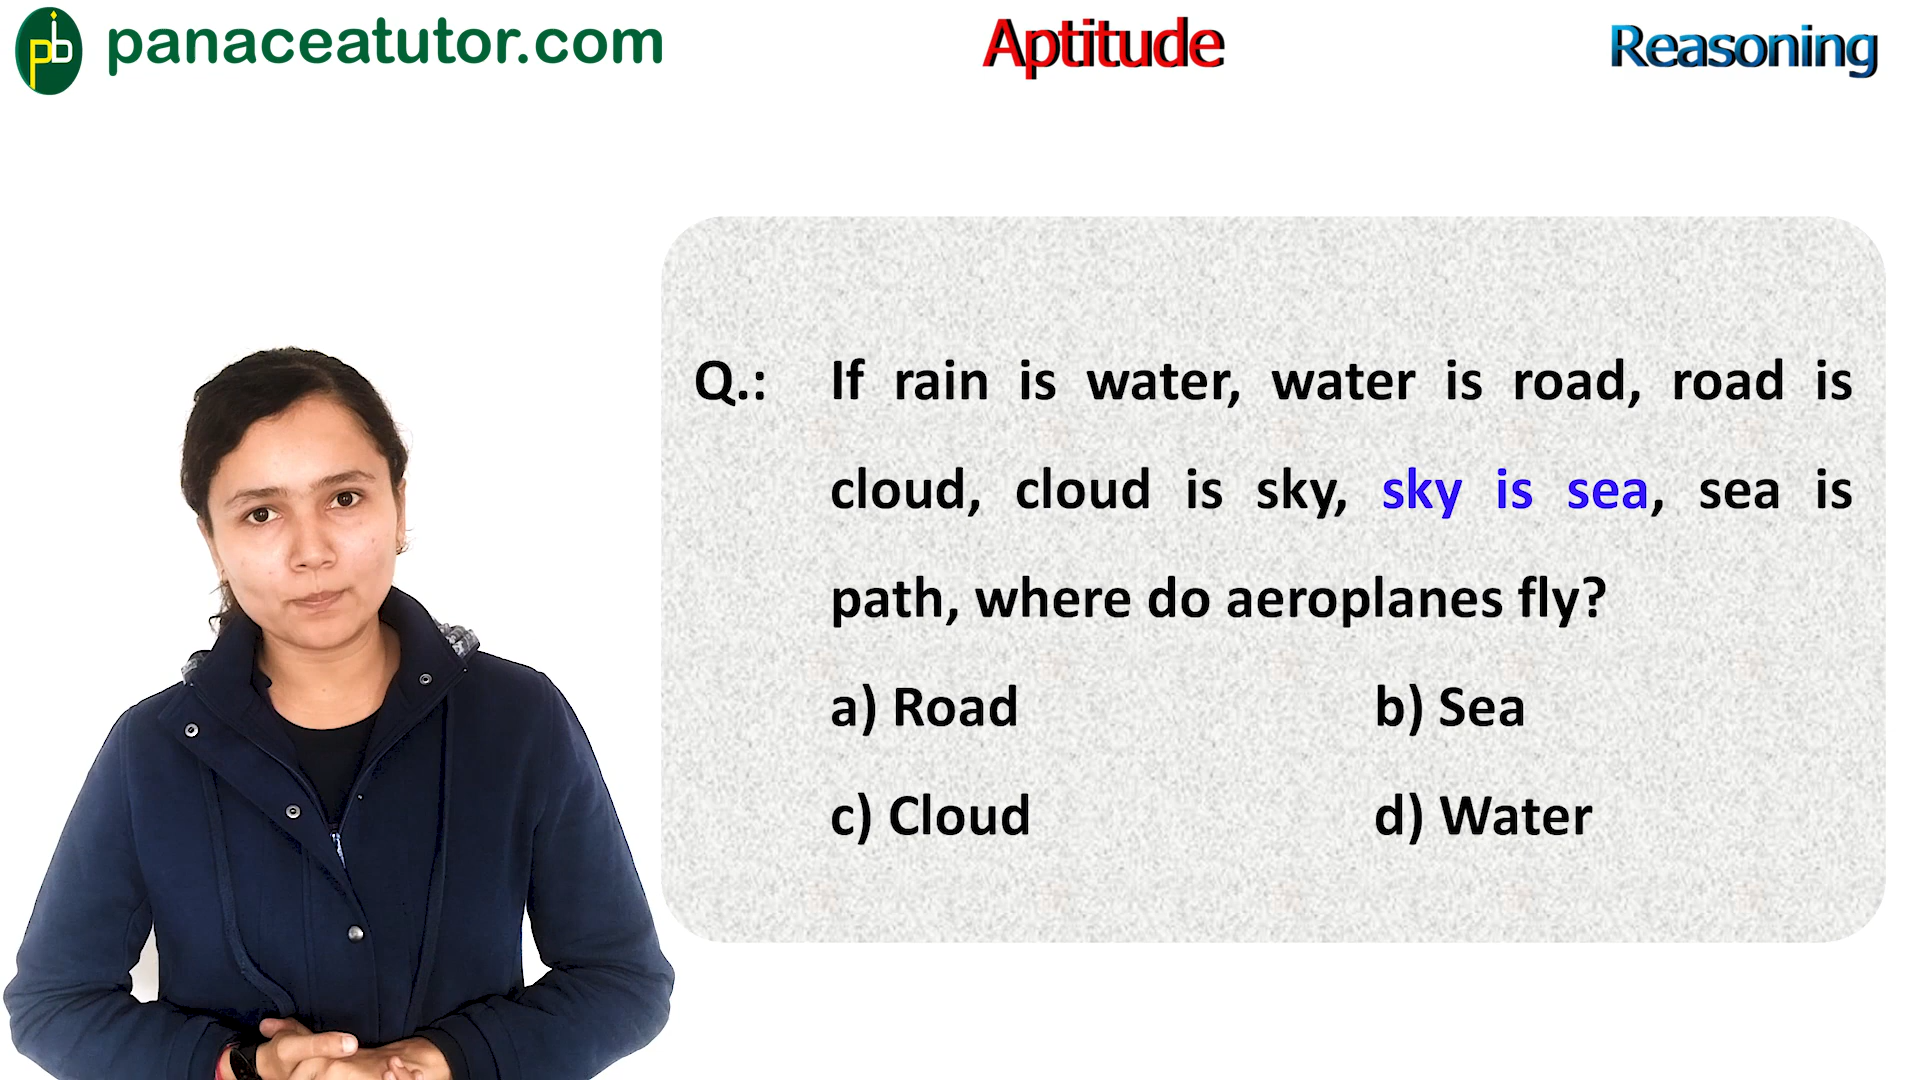 pb panaceatutor.com Aptitude Reasoning
Q.: If rain is water, water is road, road is
cloud, cloud is sky, sky is sea, sea is
path, where do aeroplanes fly?
a) Road b) Sea
c) Cloud d) Water